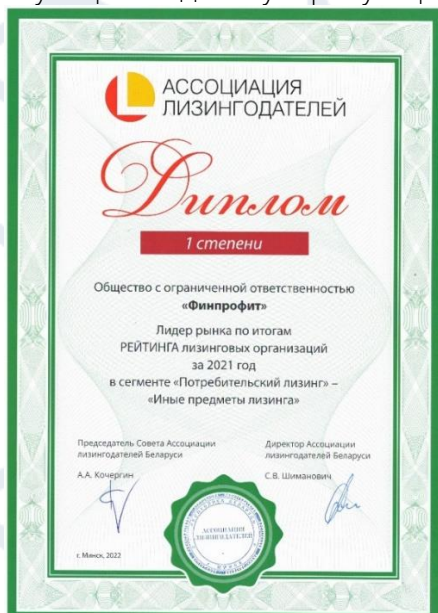 АССОЦИАЦИЯ
ЛИЗИНГОДАТЕЛЕЙ
Диплом
1 степени
Общество с ограниченной ответственностью
«Финпрофит»
Лидер рынка по итогам
РЕЙТИНГА лизинговых организаций
за 2021 год
в сегменте «Потребительский лизинг» –
«Иные предметы лизинга»
Председатель Совета Ассоциации
лизингодателей Беларуси
А.А. Кочергин
Директор Ассоциации
лизингодателей Беларуси
С.В. Шиманович
АССОЦИАЦИЯ
ЛИЗИНГОДАТЕЛЕЙ
г. Минск, 2022